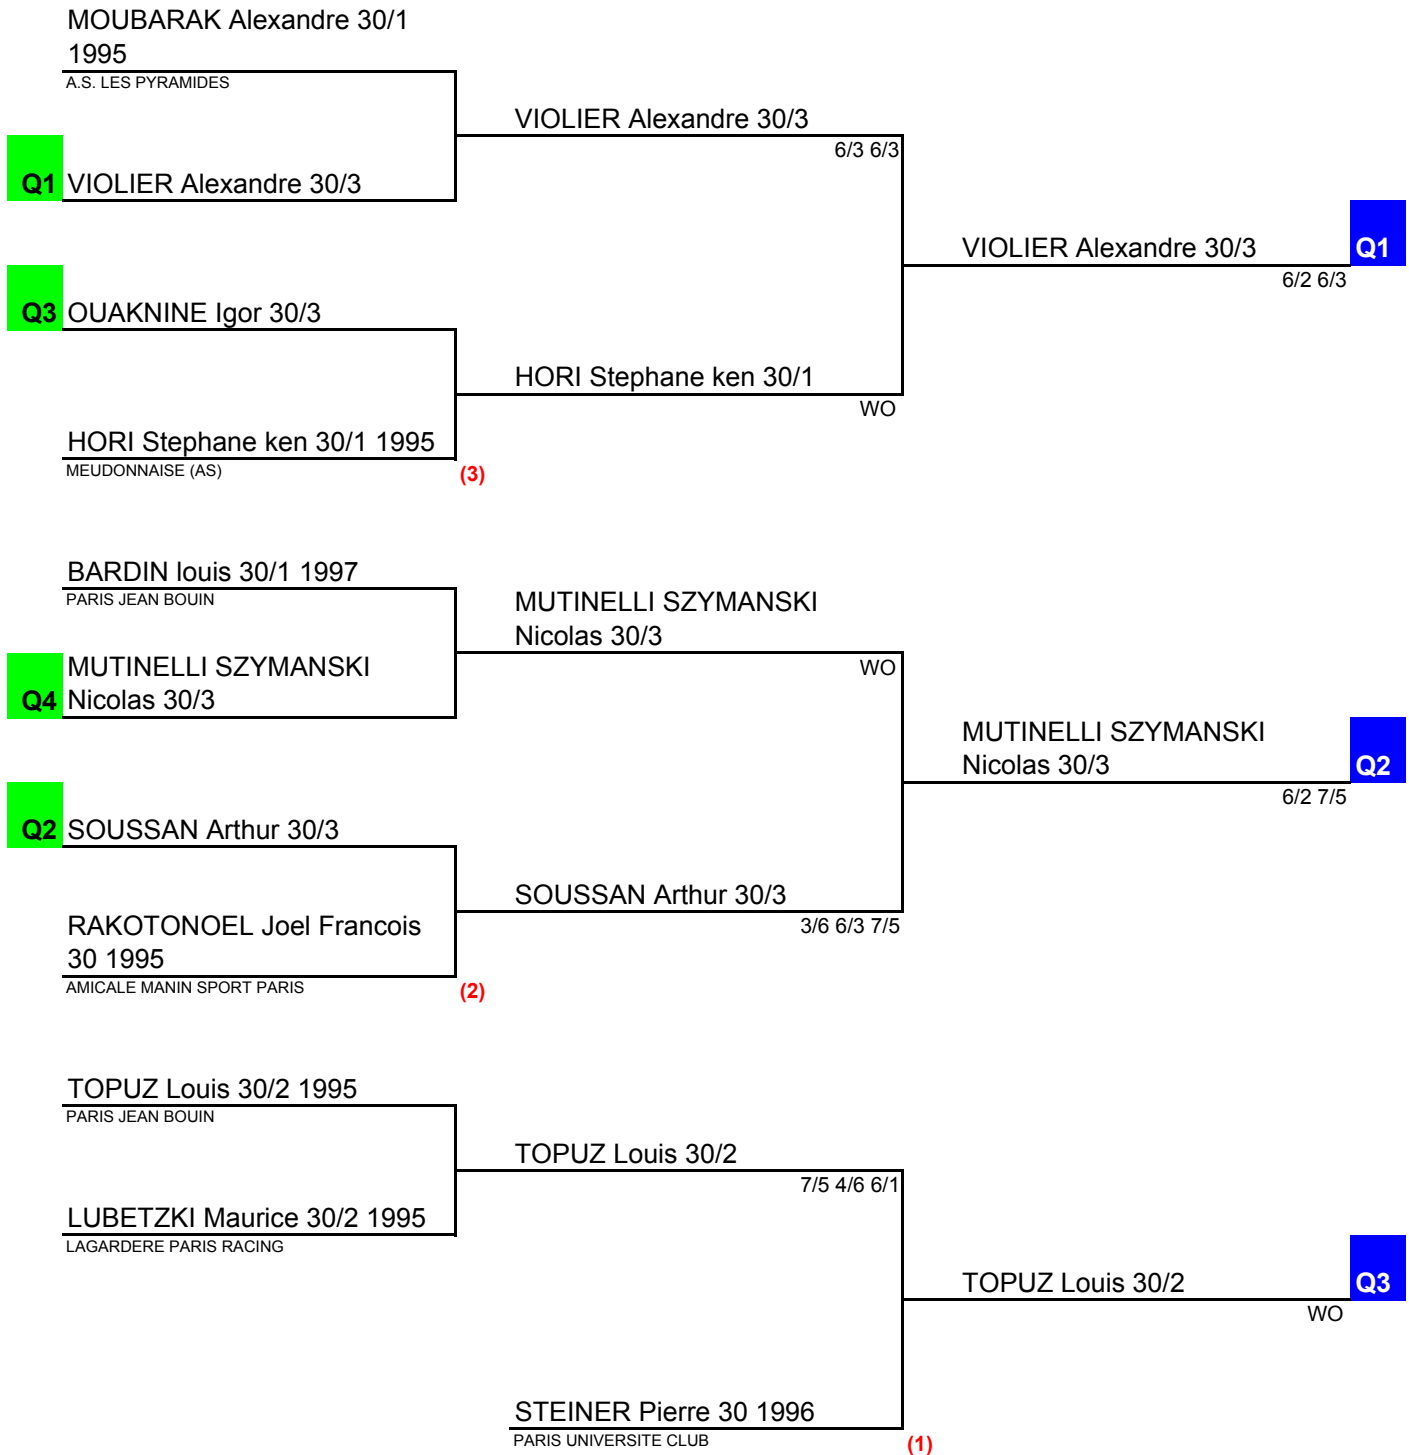 MOUBARAK Alexandre 30/1
1995
A.S. LES PYRAMIDES
VIOLIER Alexandre 30/3
6/3 6/3
Q1 VIOLIER Alexandre 30/3
VIOLIER Alexandre 30/3 Q1
6/2 6/3
Q3 OUAKNINE Igor 30/3
HORI Stephane ken 30/1
WO
HORI Stephane ken 30/1 1995
MEUDONNAISE (AS)
(3)
BARDIN louis 30/1 1997
PARIS JEAN BOUIN
MUTINELLI SZYMANSKI
Nicolas 30/3
WO
MUTINELLI SZYMANSKI
Q4 Nicolas 30/3
MUTINELLI SZYMANSKI
Nicolas 30/3 Q2
6/2 7/5
Q2 SOUSSAN Arthur 30/3
SOUSSAN Arthur 30/3
3/6 6/3 7/5
RAKOTONOEL Joel Francois
30 1995
AMICALE MANIN SPORT PARIS
(2)
TOPUZ Louis 30/2 1995
PARIS JEAN BOUIN
TOPUZ Louis 30/2
7/5 4/6 6/1
LUBETZKI Maurice 30/2 1995
LAGARDERE PARIS RACING
TOPUZ Louis 30/2 Q3
WO
STEINER Pierre 30 1996
PARIS UNIVERSITE CLUB
(1)